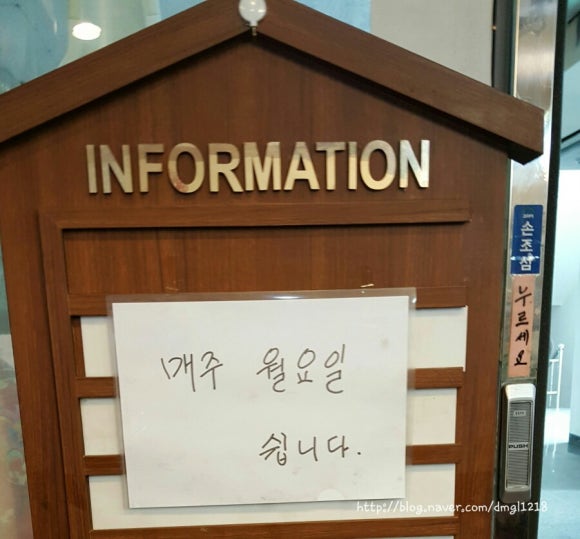 INFORMATION
매주 월요일
쉽니다.
손조심
누르세요
PUSH
http://blog.naver.com/dmgl1218